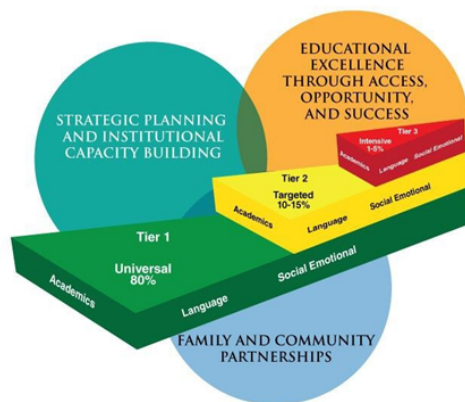 EDUCATIONAL
EXCELLENCE
THROUGH ACCESS,
OPPORTUNITY,
AND SUCCESS
STRATEGIC PLANNING
AND INSTITUTIONAL
CAPACITY BUILDING
Tier 3
Intensive
1-5%
Academics
Language
Social Emotional
Tier 2
Targeted
10-15%
Academics
Language
Social Emotional
Tier 1
Universal
80%
Academics
Language
Social Emotional
FAMILY AND COMMUNITY
PARTNERSHIPS